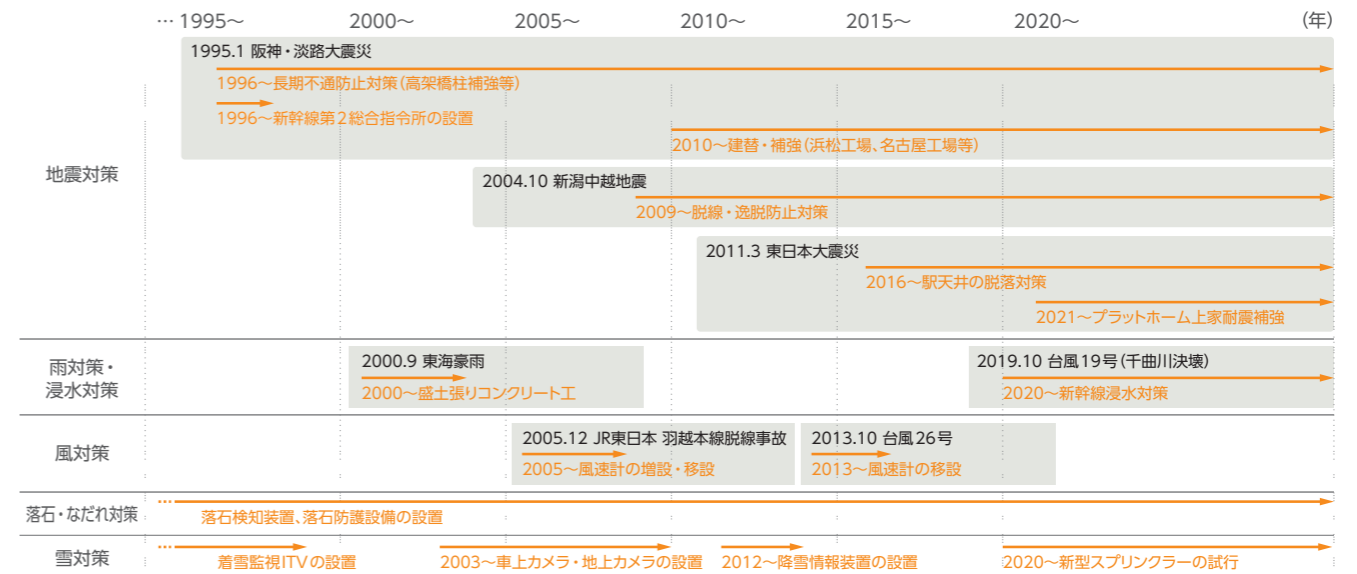 … 1995～ 2000～ 2005～ 2010～ 2015～ 2020～ (年)
地震対策
1995.1 阪神・淡路大震災
1996～長期不通防止対策(高架橋柱補強等)
1996～新幹線第2総合指令所の設置
2010～建替・補強(浜松工場、名古屋工場等)
2004.10 新潟中越地震
2009～脱線・逸脱防止対策
2011.3 東日本大震災
2016～駅天井の脱落対策
2021～プラットホーム上家耐震補強
雨対策・
浸水対策
2000.9 東海豪雨
2000～盛土張りコンクリート工
2019.10 台風19号(千曲川決壊)
2020～新幹線浸水対策
風対策
2005.12 JR東日本 羽越本線脱線事故
2005～風速計の増設・移設
2013.10 台風26号
2013～風速計の移設
落石・なだれ対策
落石検知装置、落石防護設備の設置
雪対策
着雪監視ITVの設置
2003～車上カメラ・地上カメラの設置
2012～降雪情報装置の設置
2020～新型スプリンクラーの試行